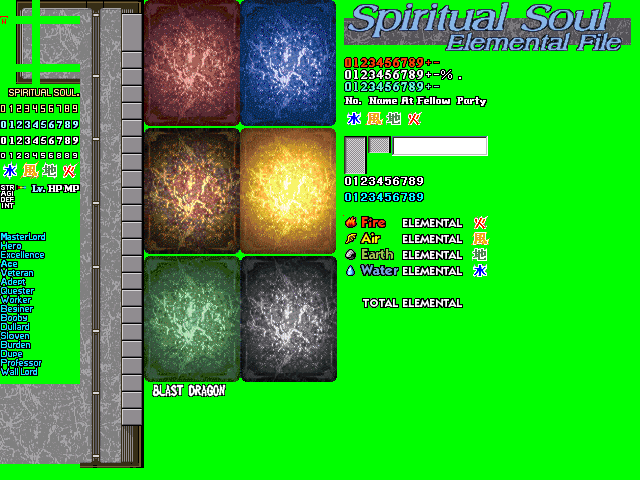 Spiritual Soul
Elemental File
SPIRITUAL SOUL.
0123456789
0123456789
0123456789
0123456789
水 風 地 火
STR
AGI
DEF
INT
Lv. HP MP
MasterLord
Hero
Excellence
Ace
Veteran
Adept
Quester
Worker
Beginer
Booby
Dullard
Sloven
Burden
Dupe
Professor
Wall Lord
BLAST DRAGON
0123456789+-
0123456789+-% .
0123456789+-
No. Name At Fellow Party
水 風 地 火
0123456789
0123456789
Fire ELEMENTAL 火
Air ELEMENTAL 風
Earth ELEMENTAL 地
Water ELEMENTAL 水
TOTAL ELEMENTAL